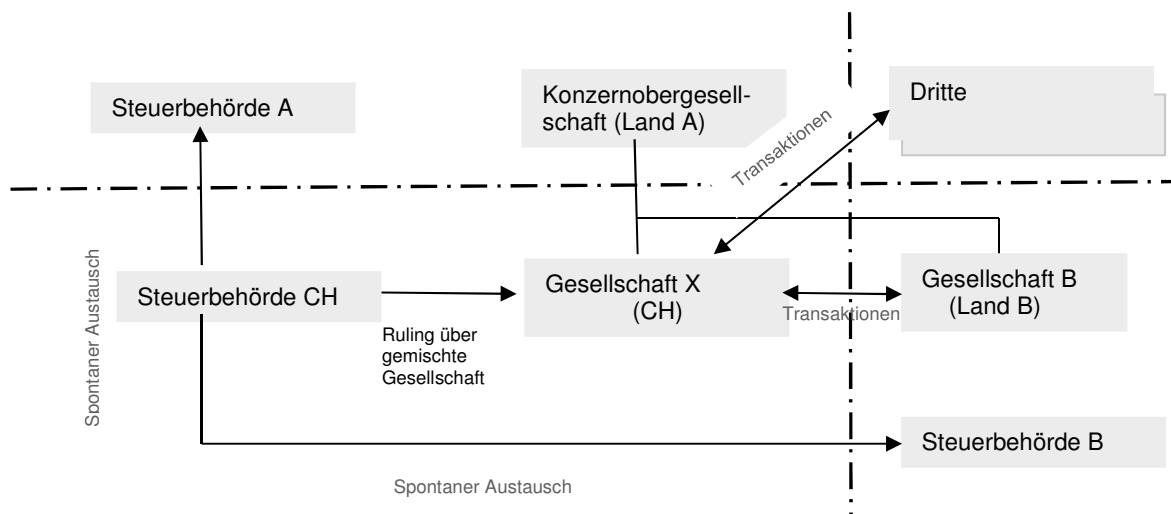 Steuerbehörde A
Konzernobergesell-
schaft (Land A)
Dritte
Transaktionen
Spontaner Austausch
Steuerbehörde CH
Ruling über
gemischte
Gesellschaft
Gesellschaft X
(CH)
Transaktionen
Gesellschaft B
(Land B)
Steuerbehörde B
Spontaner Austausch